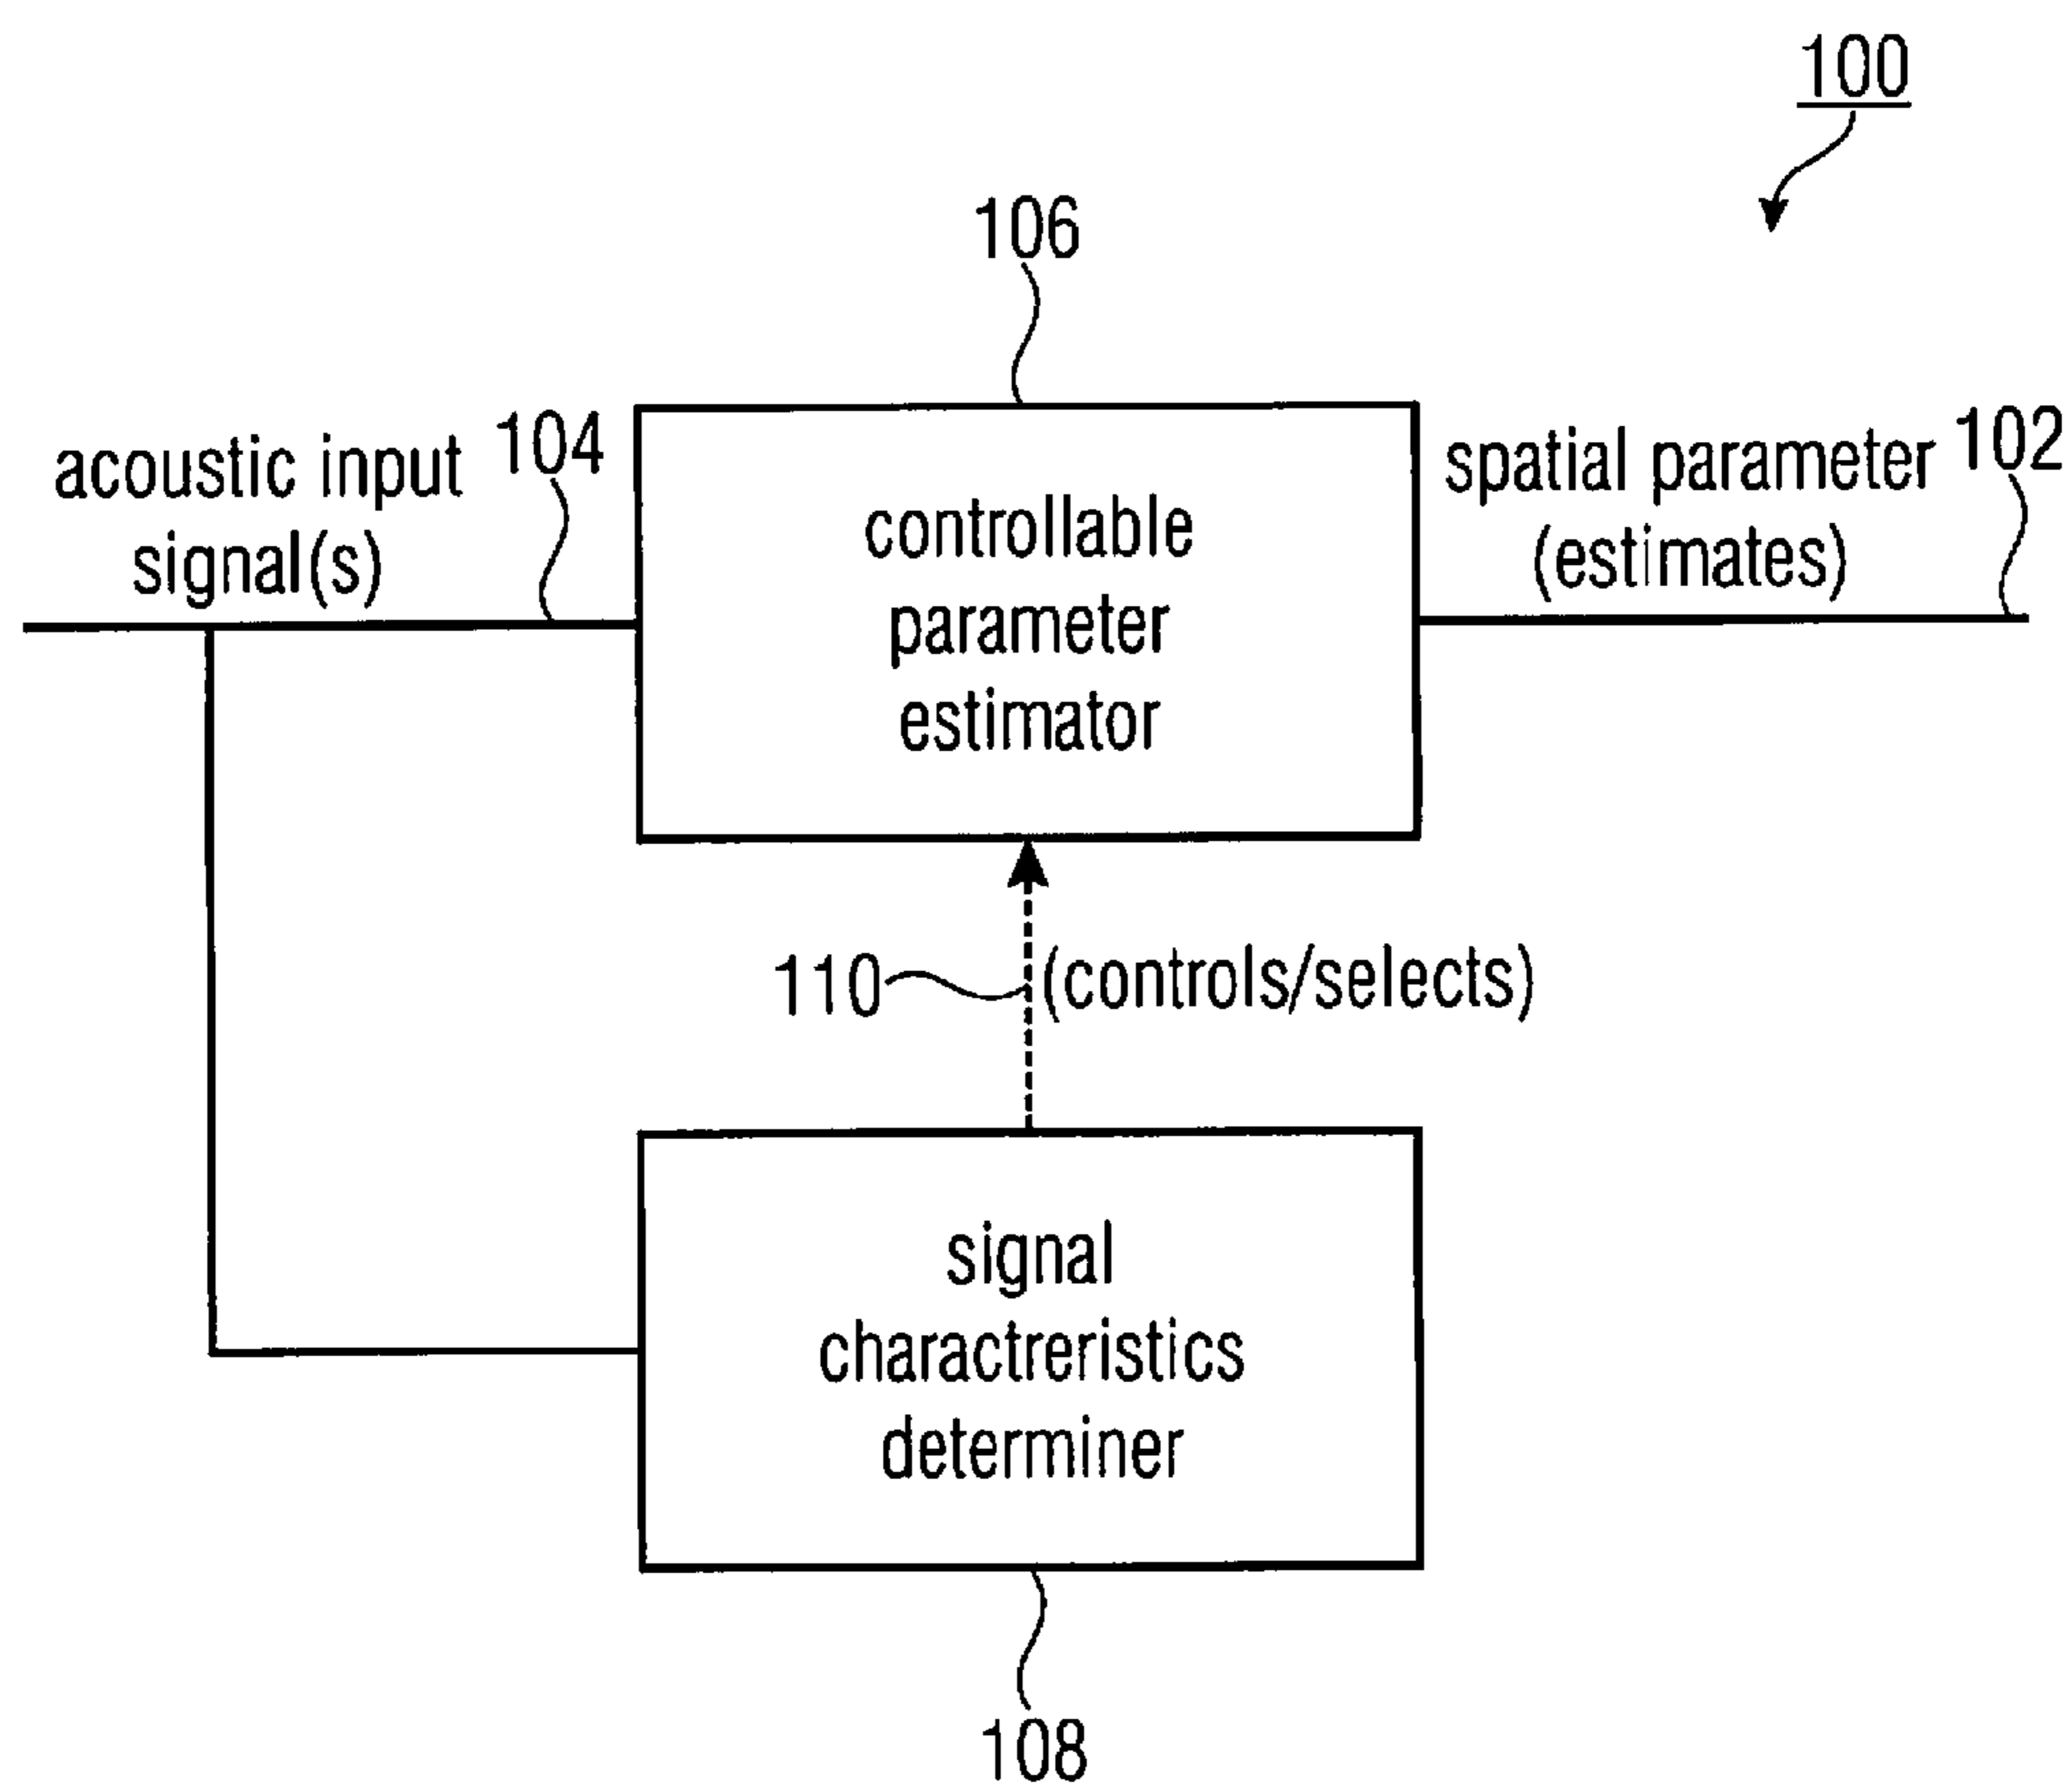 100
106
acoustic input
signal(s)
104
controllable
parameter
estimator
spatial parameter
(estimates)
102
110
(controls/selects)
signal
charactreristics
determiner
108